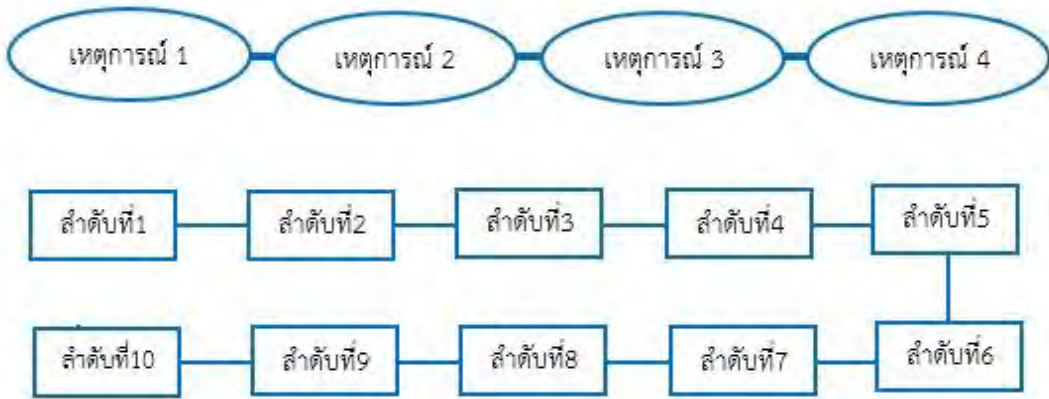 เหตุการณ์ 1 เหตุการณ์ 2 เหตุการณ์ 3 เหตุการณ์ 4
ลำดับที่1 ลำดับที่2 ลำดับที่3 ลำดับที่4 ลำดับที่5
ลำดับที่10 ลำดับที่9 ลำดับที่8 ลำดับที่7 ลำดับที่6